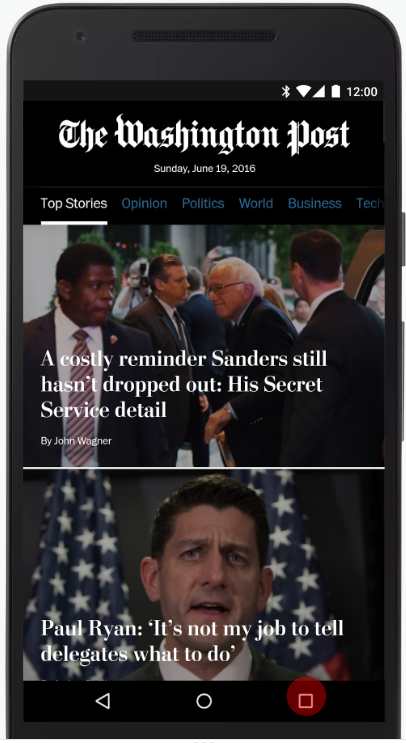 12:00
The Washington Post
Sunday, June 19, 2016
Top Stories Opinion Politics World Business Tech
A costly reminder Sanders still
hasn't dropped out: His Secret
Service detail
By John Wagner
Paul Ryan: ‘It's not my job to tell
delegates what to do’